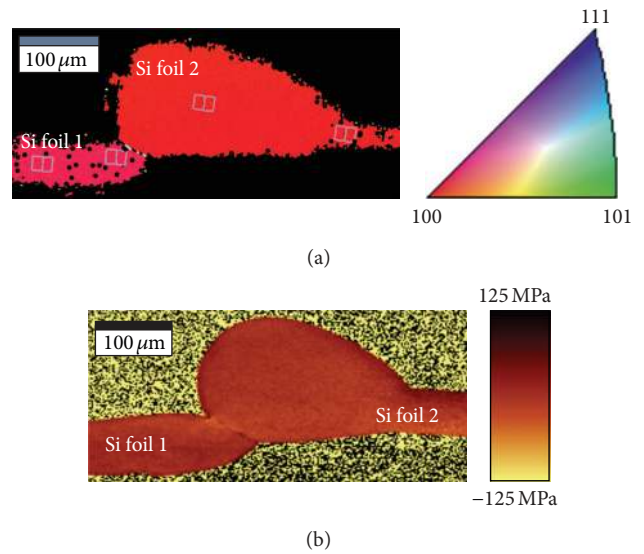 111
100 μm
Si foil 2
Si foil 1
100
101
(a)
125 MPa
100 μm
Si foil 2
Si foil 1
−125 MPa
(b)